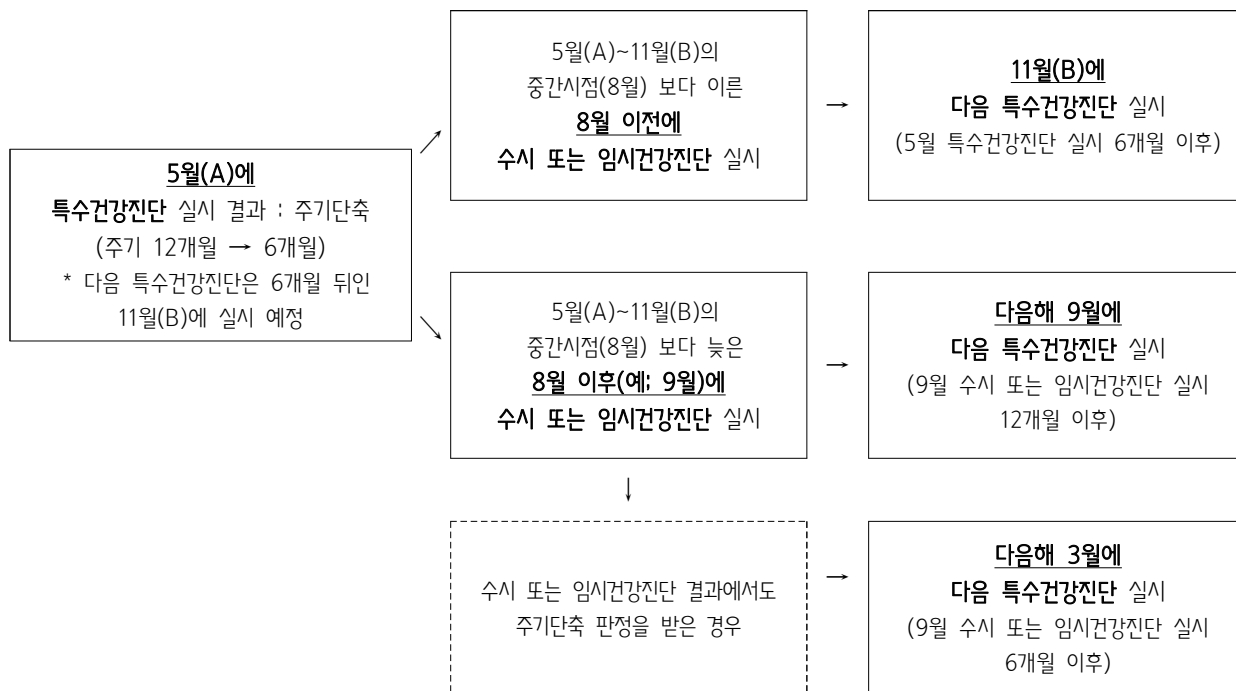 5월(A)에
특수건강진단 실시 결과 : 주기단축
(주기 12개월 → 6개월)
* 다음 특수건강진단은 6개월 뒤인
11월(B)에 실시 예정
5월(A)~11월(B)의
중간시점(8월) 보다 이른
8월 이전에
수시 또는 임시건강진단 실시
11월(B)에
다음 특수건강진단 실시
(5월 특수건강진단 실시 6개월 이후)
5월(A)~11월(B)의
중간시점(8월) 보다 늦은
8월 이후(예; 9월)에
수시 또는 임시건강진단 실시
다음해 9월에
다음 특수건강진단 실시
(9월 수시 또는 임시건강진단 실시
12개월 이후)
수시 또는 임시건강진단 결과에서도
주기단축 판정을 받은 경우
다음해 3월에
다음 특수건강진단 실시
(9월 수시 또는 임시건강진단 실시
6개월 이후)